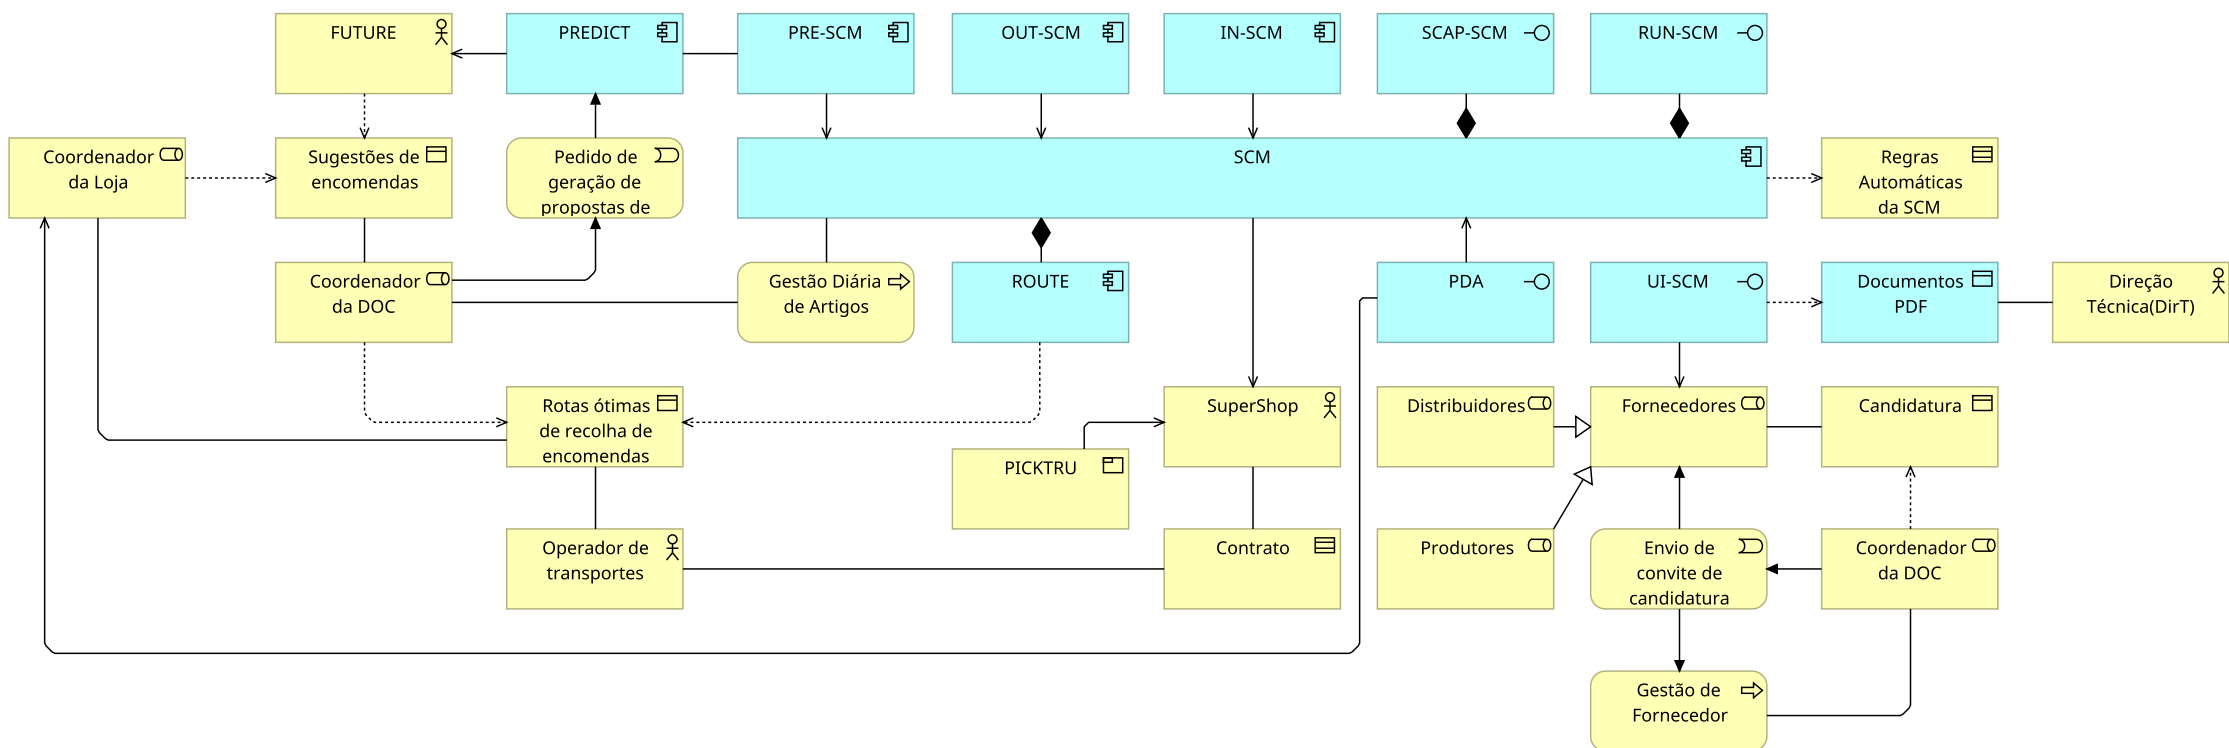 FUTURE
PREDICT
PRE-SCM
OUT-SCM
IN-SCM
SCAP-SCM
RUN-SCM
Coordenador
da Loja
Sugestões de
encomendas
Pedido de
geração de
propostas de
SCM
Regras
Automáticas
da SCM
Coordenador
da DOC
Gestão Diária
de Artigos
ROUTE
PDA
UI-SCM
Documentos
PDF
Direção
Técnica(DirT)
Rotas ótimas
de recolha de
encomendas
SuperShop
Distribuidores
Fornecedores
Candidatura
PICKTRU
Operador de
transportes
Contrato
Produtores
Envio de
convite de
candidatura
Coordenador
da DOC
Gestão de
Fornecedor